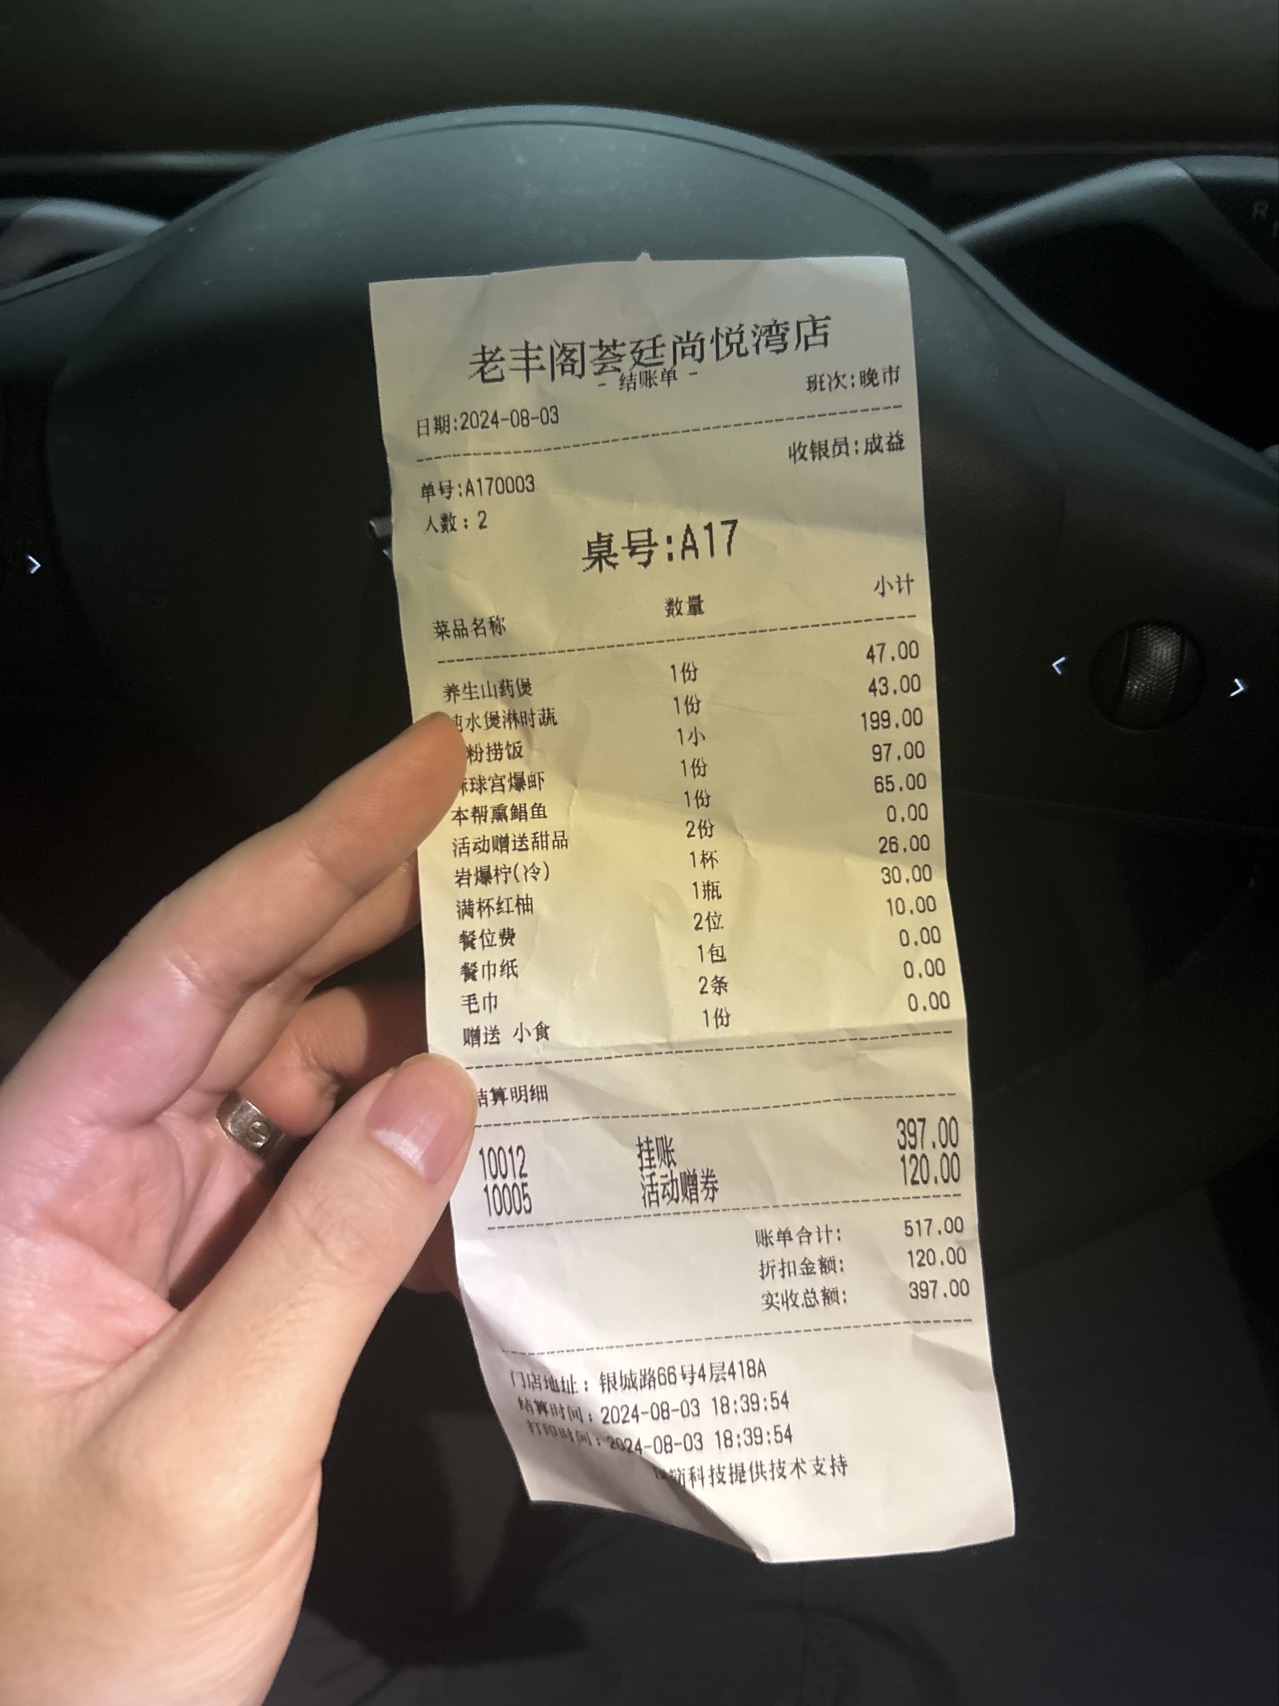 老丰阁荟廷尚悦湾店
- 结账单 -
班次:晚市
日期:2024-08-03
收银员:成益
单号:A170003
人数:2
桌号:A17
菜品名称 数量 小计
养生山药煲 1份 47.00
水煲淋时蔬 1份 43.00
粉捞饭 1小 199.00
球宫爆虾 1份 97.00
本帮熏鲳鱼 1份 65.00
活动赠送甜品 2份 0.00
岩爆柠(冷) 1杯 26.00
满杯红柚 1瓶 30.00
餐位费 2位 10.00
餐巾纸 1包 0.00
毛巾 2条 0.00
赠送 小食 1份 0.00
结算明细
10012 挂账 397.00
10005 活动赠券 120.00
账单合计: 517.00
折扣金额: 120.00
实收总额: 397.00
门店地址:银城路66号4层418A
结算时间:2024-08-03 18:39:54
打印时间:2024-08-03 18:39:54
科技提供技术支持
R